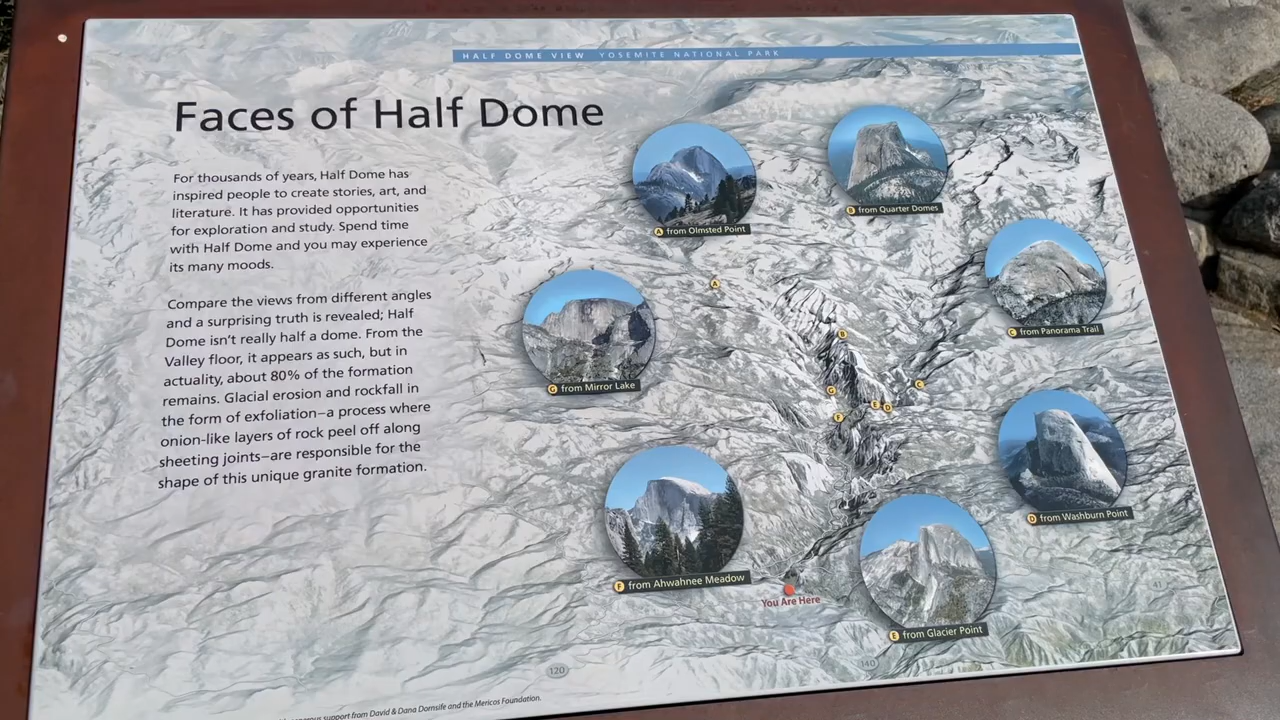 HALF DOME VIEW YOSEMITE NATIONAL PARK
Faces of Half Dome
For thousands of years, Half Dome has
inspired people to create stories, art, and
literature. It has provided opportunities
for exploration and study. Spend time
with Half Dome and you may experience
its many moods.
Compare the views from different angles
and a surprising truth is revealed; Half
Dome isn't really half a dome. From the
Valley floor, it appears as such, but in
actuality, about 80% of the formation
remains. Glacial erosion and rockfall in
the form of exfoliation–a process where
onion-like layers of rock peel off along
sheeting joints–are responsible for the
shape of this unique granite formation.
A from Olmsted Point
B from Quarter Domes
C from Panorama Trail
D from Washburn Point
E from Glacier Point
F from Ahwahnee Meadow
G from Mirror Lake
A
B
C
G
E D
F
You Are Here
120
140
support from David & Dana Dornsife and the Mericos Foundation.